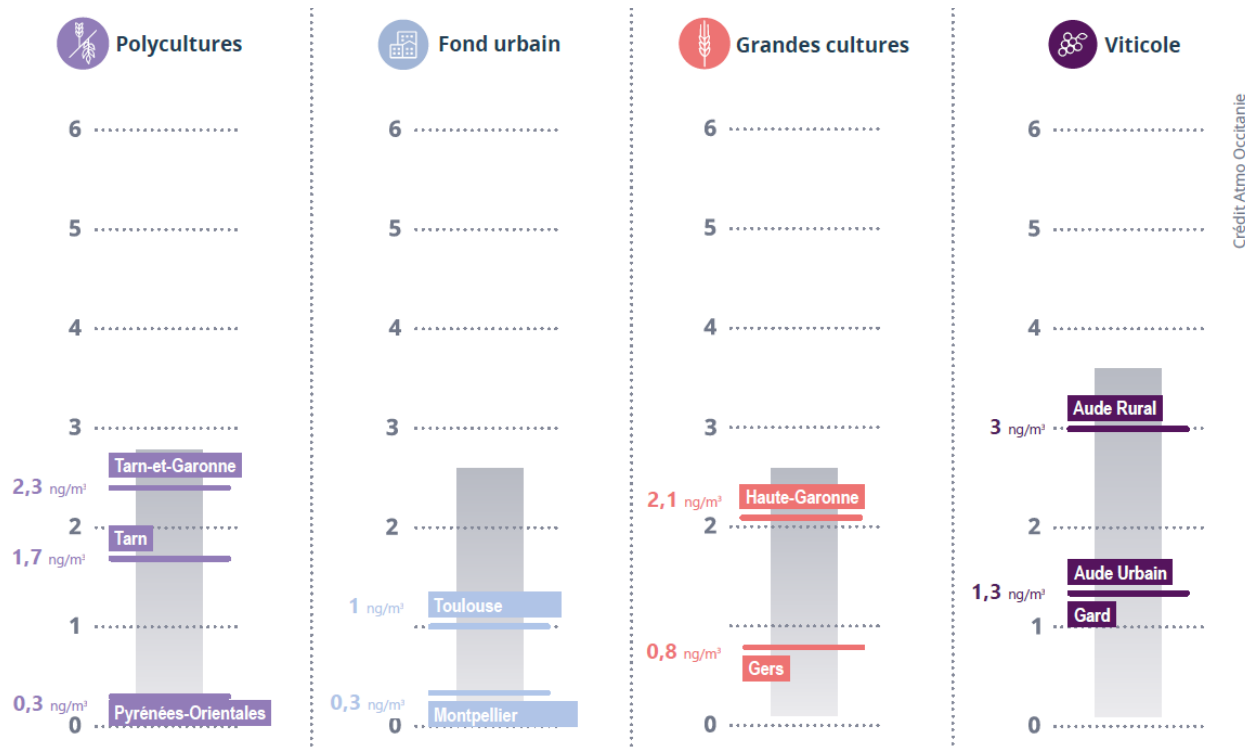 Polycultures
6
5
4
3
Tarn-et-Garonne
2,3 ng/m³
2
Tarn
1,7 ng/m³
1
0,3 ng/m³
Pyrénées-Orientales
0
Fond urbain
6
5
4
3
2
1 ng/m³
Toulouse
0,3 ng/m³
Montpellier
0
Grandes cultures
6
5
4
3
2,1 ng/m³
Haute-Garonne
2
0,8 ng/m³
Gers
0
Viticole
6
5
4
Aude Rural
3 ng/m³
2
Aude Urbain
1,3 ng/m³
Gard
1
0
Crédit Atmo Occitanie